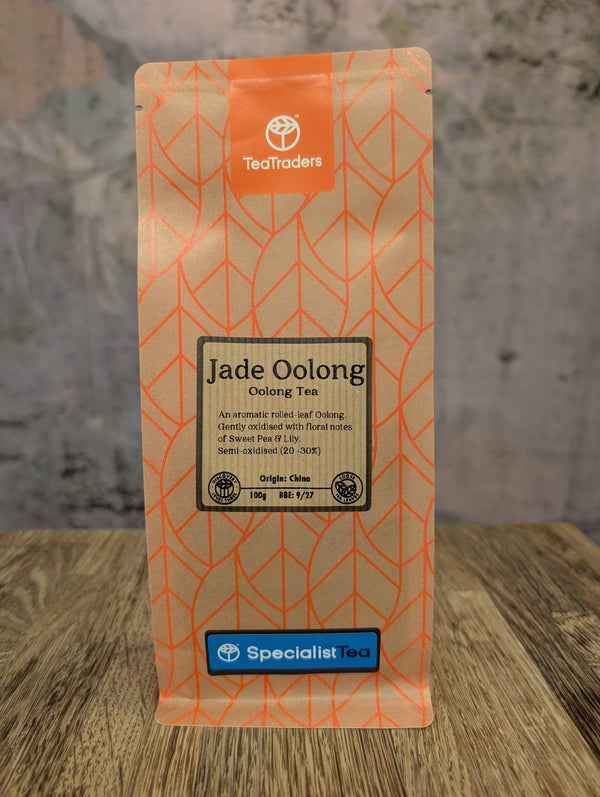 TeaTraders™
Jade Oolong
Oolong Tea
An aromatic rolled-leaf Oolong.
Gently oxidised with floral notes
of Sweet Pea & Lily.
Semi-oxidised (20 -30%)
Origin: China
100g BBE: 9/27
SpecialistTea